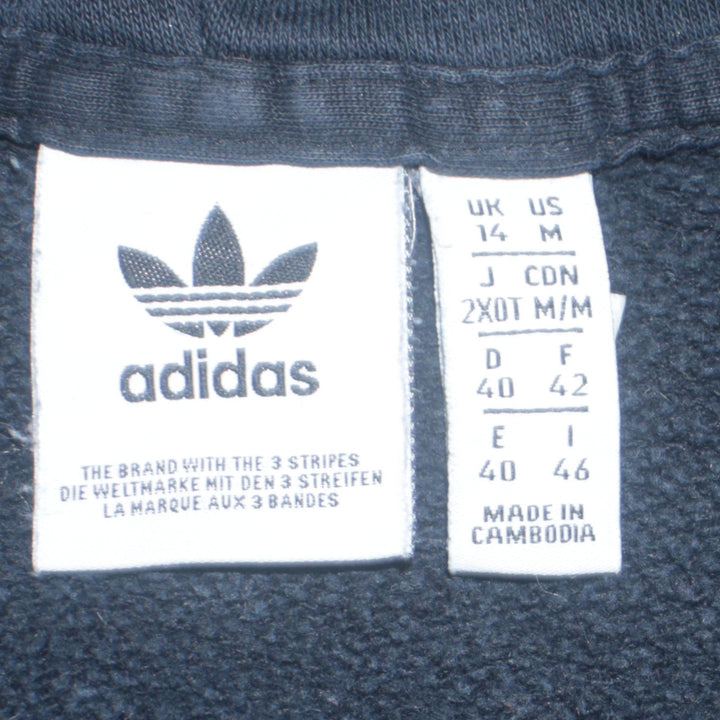 adidas
THE BRAND WITH THE 3 STRIPES
DIE WELTMARKE MIT DEN 3 STREIFEN
LA MARQUE AUX 3 BANDES
UK US
14 M
J CDN
2XOT M/M
D F
40 42
E I
40 46
MADE IN
CAMBODIA